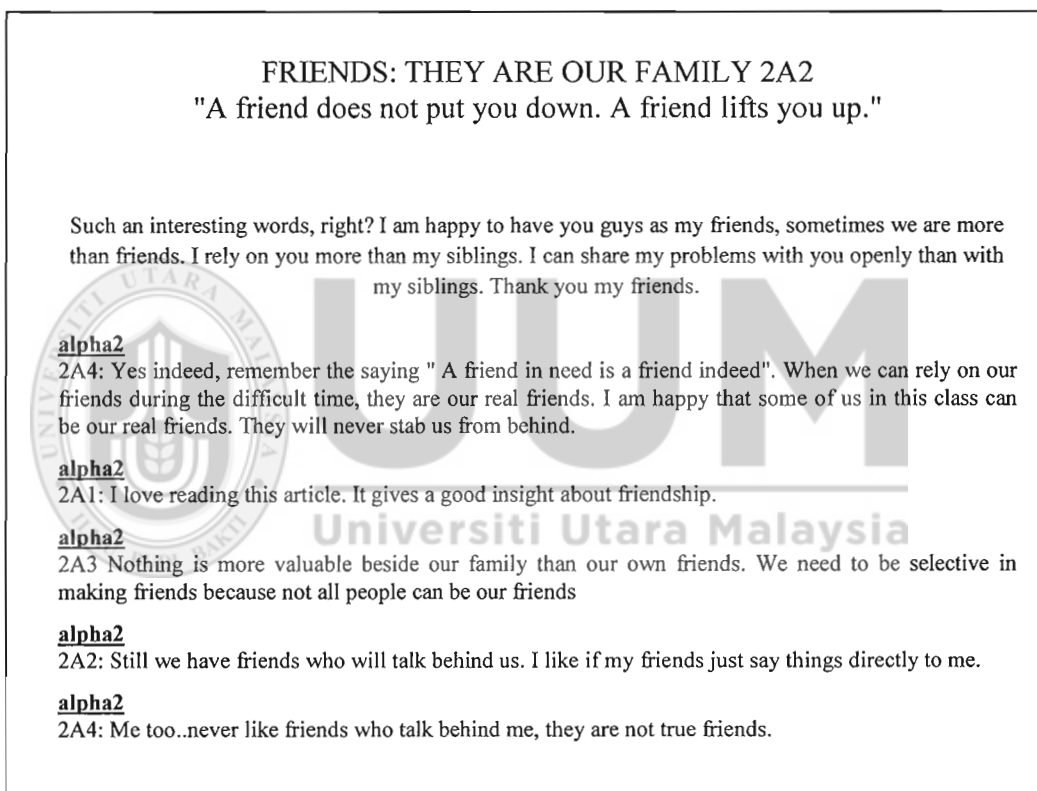 FRIENDS: THEY ARE OUR FAMILY 2A2
"A friend does not put you down. A friend lifts you up."
Such an interesting words, right? I am happy to have you guys as my friends, sometimes we are more
than friends. I rely on you more than my siblings. I can share my problems with you openly than with
my siblings. Thank you my friends.
alpha2
2A4: Yes indeed, remember the saying " A friend in need is a friend indeed". When we can rely on our
friends during the difficult time, they are our real friends. I am happy that some of us in this class can
be our real friends. They will never stab us from behind.
alpha2
2A1: I love reading this article. It gives a good insight about friendship.
alpha2
2A3 Nothing is more valuable beside our family than our own friends. We need to be selective in
making friends because not all people can be our friends
alpha2
2A2: Still we have friends who will talk behind us. I like if my friends just say things directly to me.
alpha2
2A4: Me too..never like friends who talk behind me, they are not true friends.
UNIVERSITI UTARA MALAYSIA
UUM
Universiti Utara Malaysia